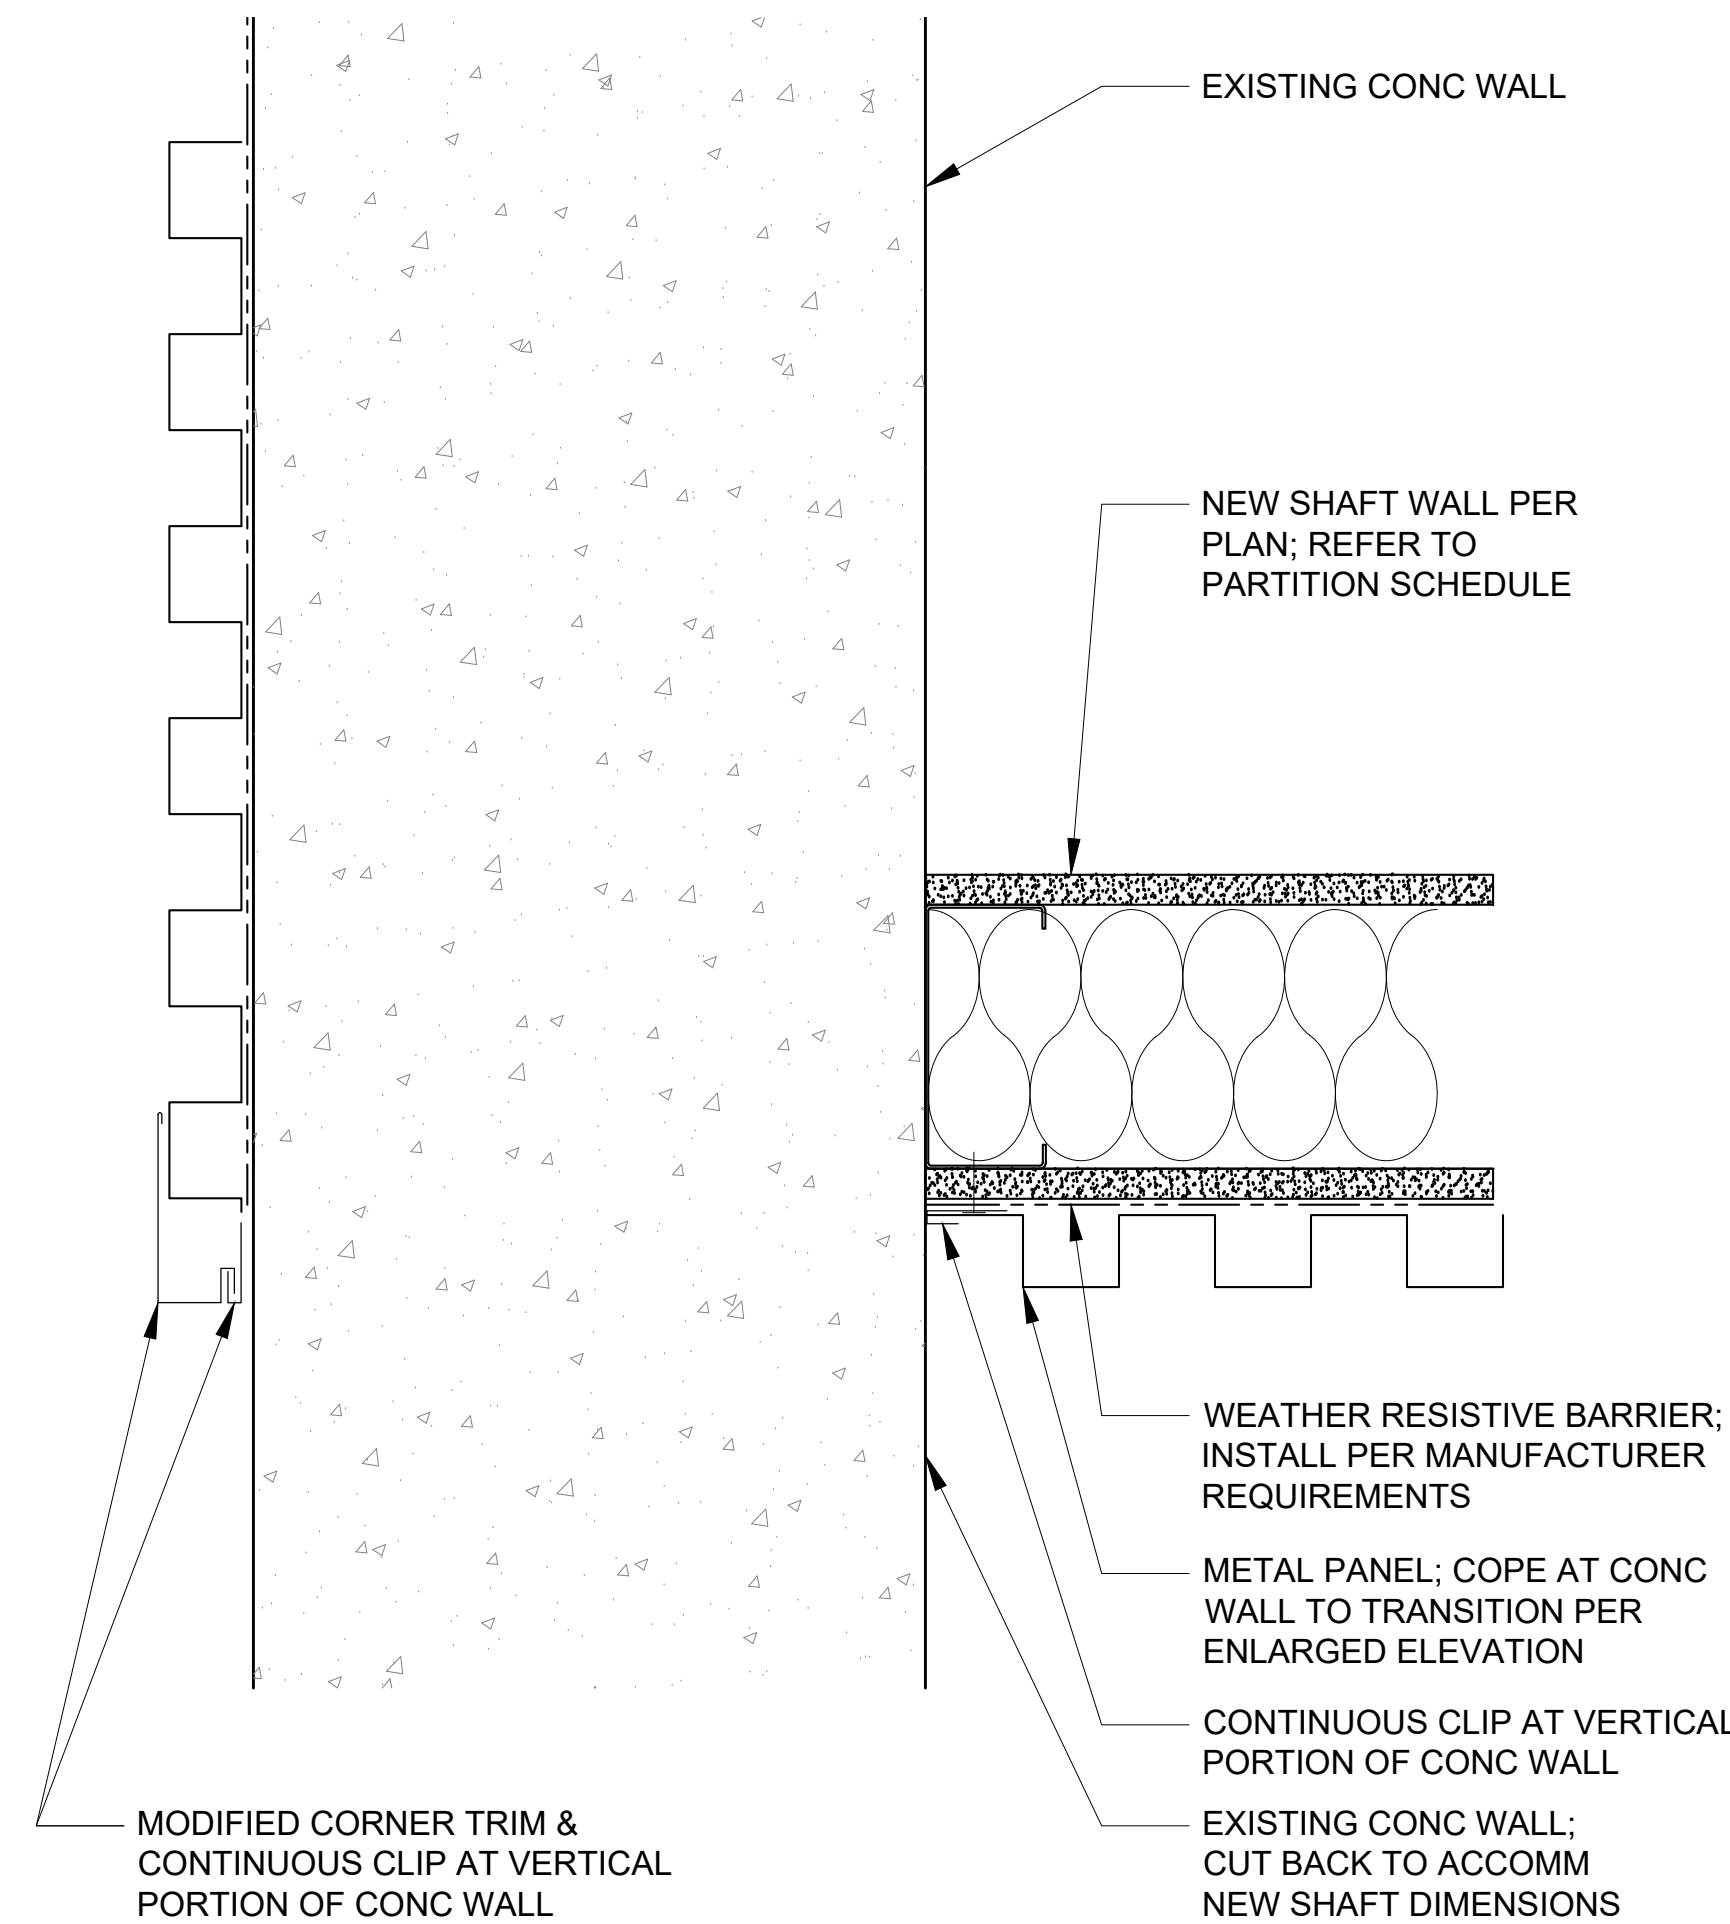 EXISTING CONC WALL
NEW SHAFT WALL PER
PLAN; REFER TO
PARTITION SCHEDULE
WEATHER RESISTIVE BARRIER;
INSTALL PER MANUFACTURER
REQUIREMENTS
METAL PANEL; COPE AT CONC
WALL TO TRANSITION PER
ENLARGED ELEVATION
CONTINUOUS CLIP AT VERTICAL
PORTION OF CONC WALL
EXISTING CONC WALL;
CUT BACK TO ACCOMM
NEW SHAFT DIMENSIONS
MODIFIED CORNER TRIM &
CONTINUOUS CLIP AT VERTICAL
PORTION OF CONC WALL